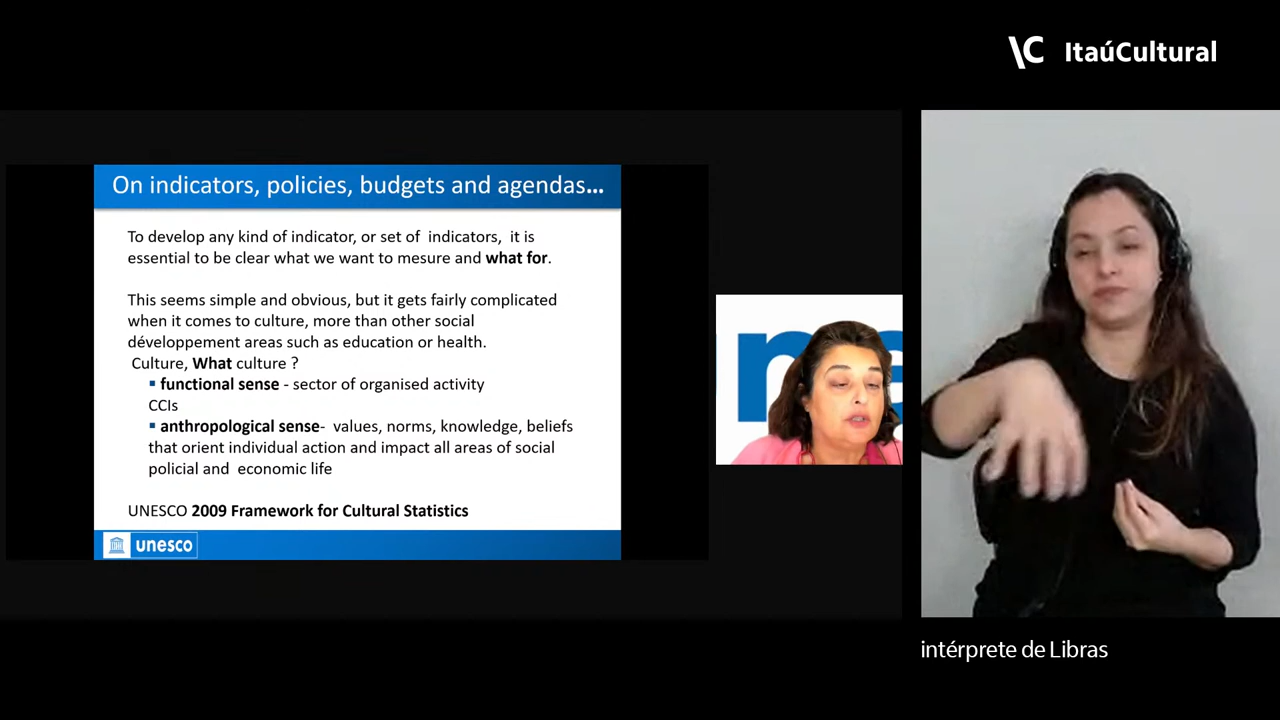 ItaúCultural
On indicators, policies, budgets and agendas...
To develop any kind of indicator, or set of indicators, it is
essential to be clear what we want to mesure and what for.
This seems simple and obvious, but it gets fairly complicated
when it comes to culture, more than other social
développement areas such as education or health.
Culture, What culture ?
▪ functional sense - sector of organised activity
CCIs
▪ anthropological sense- values, norms, knowledge, beliefs
that orient individual action and impact all areas of social
policial and economic life
UNESCO 2009 Framework for Cultural Statistics
unesco
intérprete de Libras